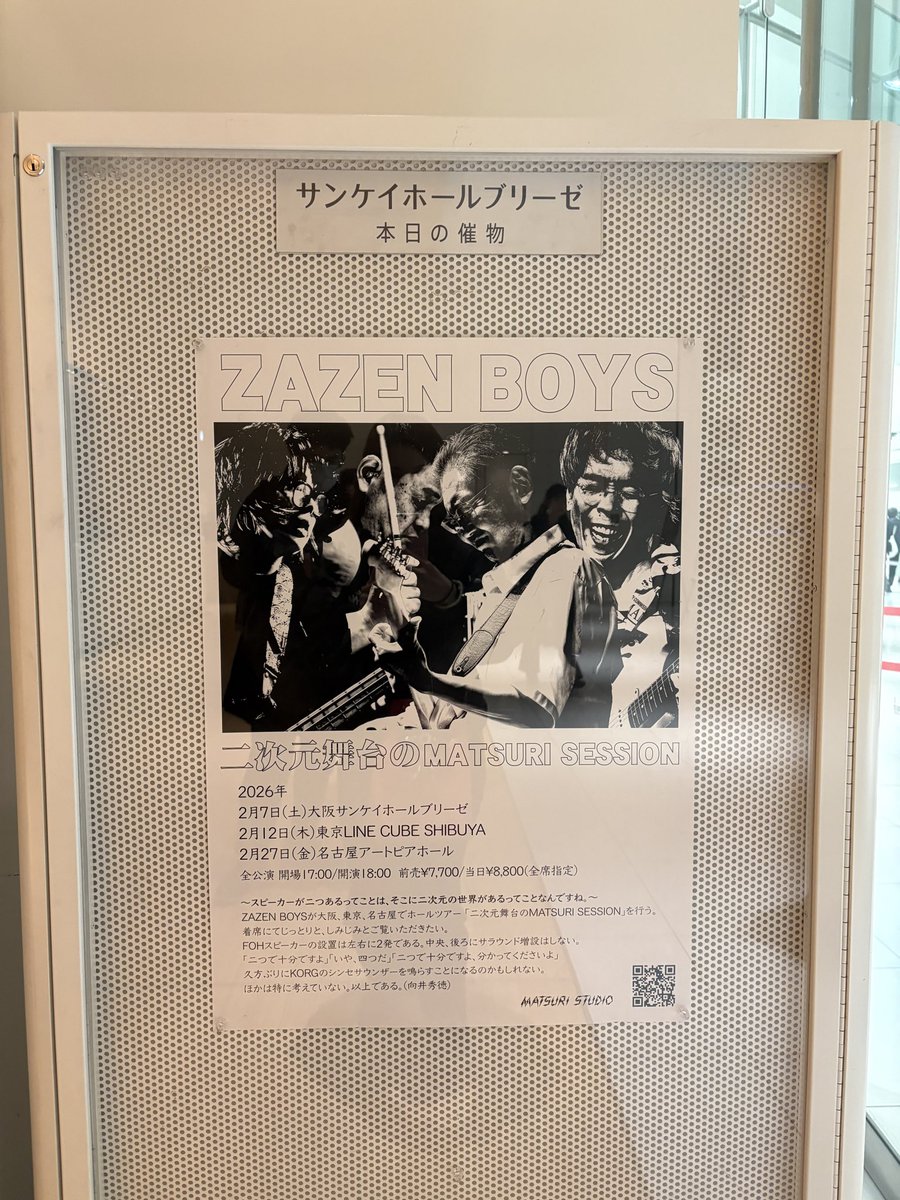 サンケイホールブリーゼ
本日の催物
ZAZEN BOYS
二次元舞台のMATSURI SESSION
2026年
2月7日(土)大阪サンケイホールブリーゼ
2月12日(木)東京LINE CUBE SHIBUYA
2月27日(金)名古屋アートピアホール
全公演 開場17:00/開演18:00 前売¥7,700/当日¥8,800(全席指定)
〜スピーカーが二つあるってことは、そこに二次元の世界があるってことなんですね。〜
ZAZEN BOYSが大阪、東京、名古屋でホールツアー「二次元舞台のMATSURI SESSION」を行う。
着席にてじっとりと、しみじみとご覧いただきたい。
FOHスピーカーの設置は左右に2発である。中央、後ろにサラウンド増設はしない。
「二つで十分ですよ」「いや、四つだ」「二つで十分ですよ、分かってくださいよ」
久方ぶりにKORGのシンセサウンザーを鳴らすことになるのかもしれない。
ほかは特に考えていない。以上である。(向井秀徳)
MATSURI STUDIO